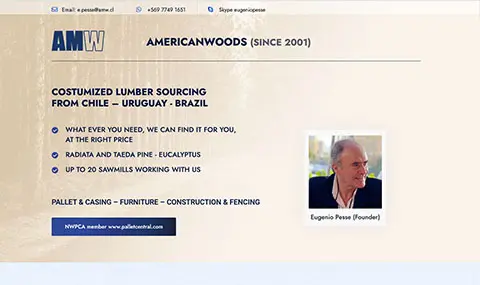 Email: e.pesse@amw.cl +569 7749 1651 Skype eugeniopesse
AMW AMERICANWOODS (SINCE 2001)
COSTUMIZED LUMBER SOURCING
FROM CHILE – URUGUAY - BRAZIL
WHAT EVER YOU NEED, WE CAN FIND IT FOR YOU,
AT THE RIGHT PRICE
RADIATA AND TAEDA PINE - EUCALYPTUS
UP TO 20 SAWMILLS WORKING WITH US
Eugenio Pesse (Founder)
PALLET & CASING – FURNITURE – CONSTRUCTION & FENCING
NWPCA member www.palletcentral.com